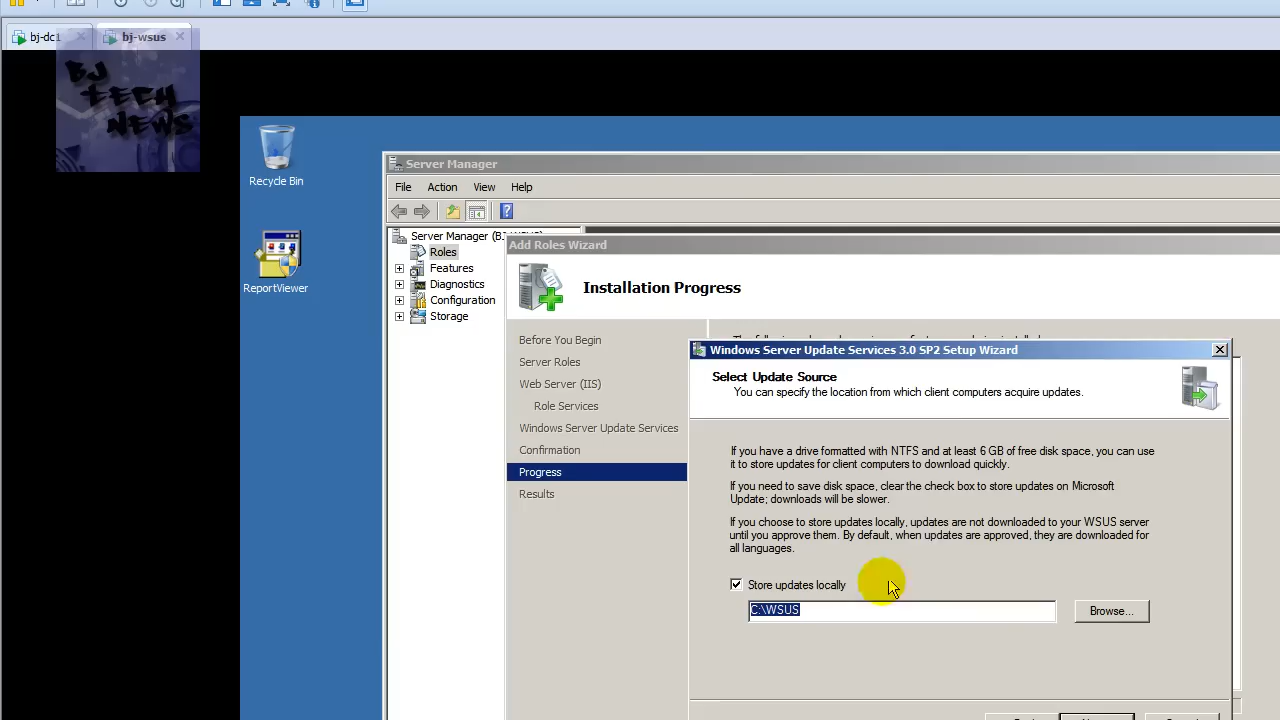 bj-dc1
bj-wsus
BJ
TECH
NEWS
Recycle Bin
ReportViewer
Server Manager
File Action View Help
Server Manager (BJ-WSUS)
Roles
Features
Diagnostics
Configuration
Storage
Add Roles Wizard
Installation Progress
Before You Begin
Server Roles
Web Server (IIS)
Role Services
Windows Server Update Services
Confirmation
Progress
Results
Windows Server Update Services 3.0 SP2 Setup Wizard
Select Update Source
You can specify the location from which client computers acquire updates.
If you have a drive formatted with NTFS and at least 6 GB of free disk space, you can use
it to store updates for client computers to download quickly.
If you need to save disk space, clear the check box to store updates on Microsoft
Update; downloads will be slower.
If you choose to store updates locally, updates are not downloaded to your WSUS server
until you approve them. By default, when updates are approved, they are downloaded for
all languages.
Store updates locally
C:\WSUS
Browse...